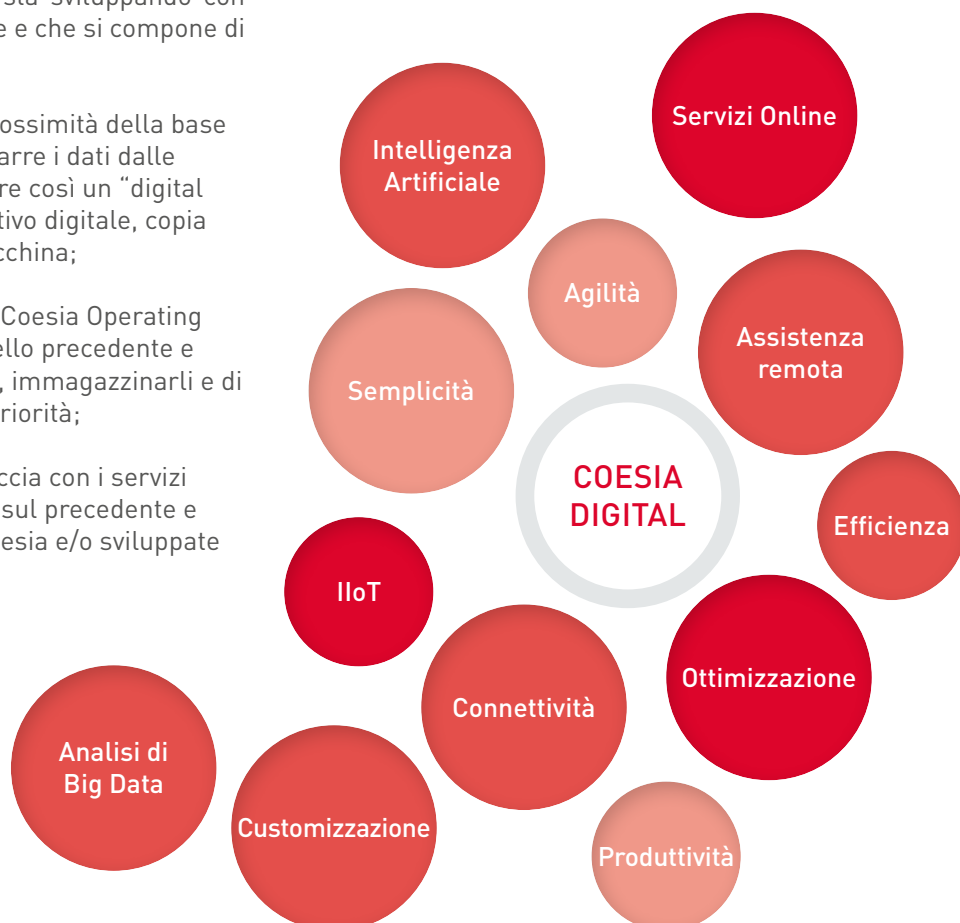 sta sviluppando con
e e che si compone di
ossimità della base
arre i dati dalle
re così un “digital
tivo digitale, copia
cchina;
Coesia Operating
ello precedente e
, immagazzinarli e di
riorità;
ccia con i servizi
sul precedente e
esia e/o sviluppate
Servizi Online
Intelligenza
Artificiale
Agilità
Assistenza
remota
Semplicità
COESIA
DIGITAL
Efficienza
IIoT
Ottimizzazione
Connettività
Analisi di
Big Data
Customizzazione
Produttività